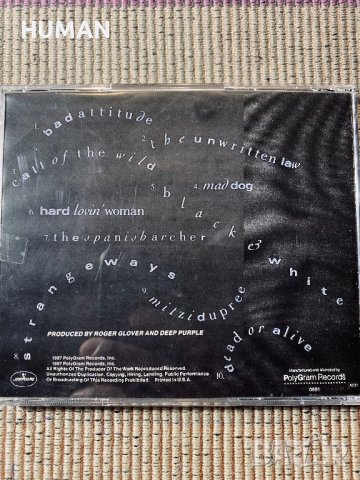 HUMAN
1. bad attitude
2. the unwritten law
3. call of the wild
4. mad dog
5. black & white
6. hard lovin' woman
7. the spanish archer
8. strangeways
9. mitzi dupree
10. dead or alive
PRODUCED BY ROGER GLOVER AND DEEP PURPLE
1987 PolyGram Records, Inc.
1987 PolyGram Records, Inc.
All Rights Of The Producer Of The Work Reproduced Reserved.
Unauthorized Duplication, Copying, Hiring, Lending, Public Performance
Or Broadcasting Of This Recording Prohibited. Printed in U.S.A.
Manufactured and Marketed by
PolyGram Records